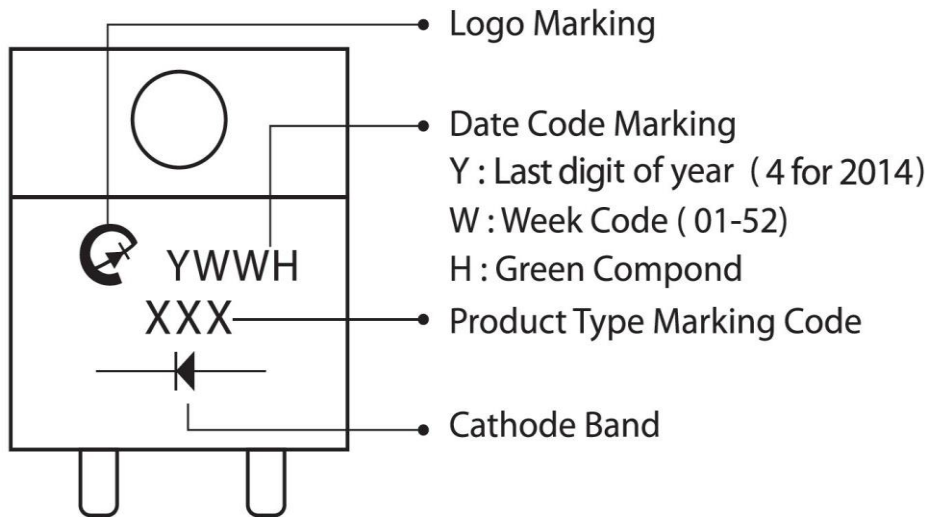 Logo Marking
Date Code Marking
Y : Last digit of year ( 4 for 2014)
W : Week Code ( 01-52)
H : Green Compond
YWWH
XXX
Product Type Marking Code
Cathode Band